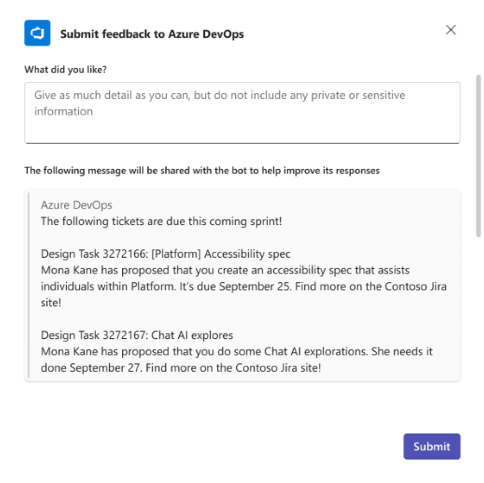 Submit feedback to Azure DevOps
What did you like?
Give as much detail as you can, but do not include any private or sensitive
information
The following message will be shared with the bot to help improve its responses
Azure DevOps
The following tickets are due this coming sprint!
Design Task 3272166: [Platform] Accessibility spec
Mona Kane has proposed that you create an accessibility spec that assists
individuals within Platform. It's due September 25. Find more on the Contoso Jira
site!
Design Task 3272167: Chat AI explores
Mona Kane has proposed that you do some Chat AI explorations. She needs it
done September 27. Find more on the Contoso Jira site!
Submit